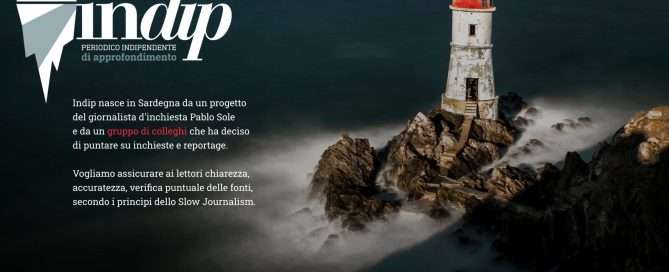 indip
PERIODICO INDIPENDENTE
di approfondimento
Indip nasce in Sardegna da un progetto
del giornalista d'inchiesta Pablo Sole
e da un gruppo di colleghi che ha deciso
di puntare su inchieste e reportage.
Vogliamo assicurare ai lettori chiarezza,
accuratezza, verifica puntuale delle fonti,
secondo i principi dello Slow Journalism.